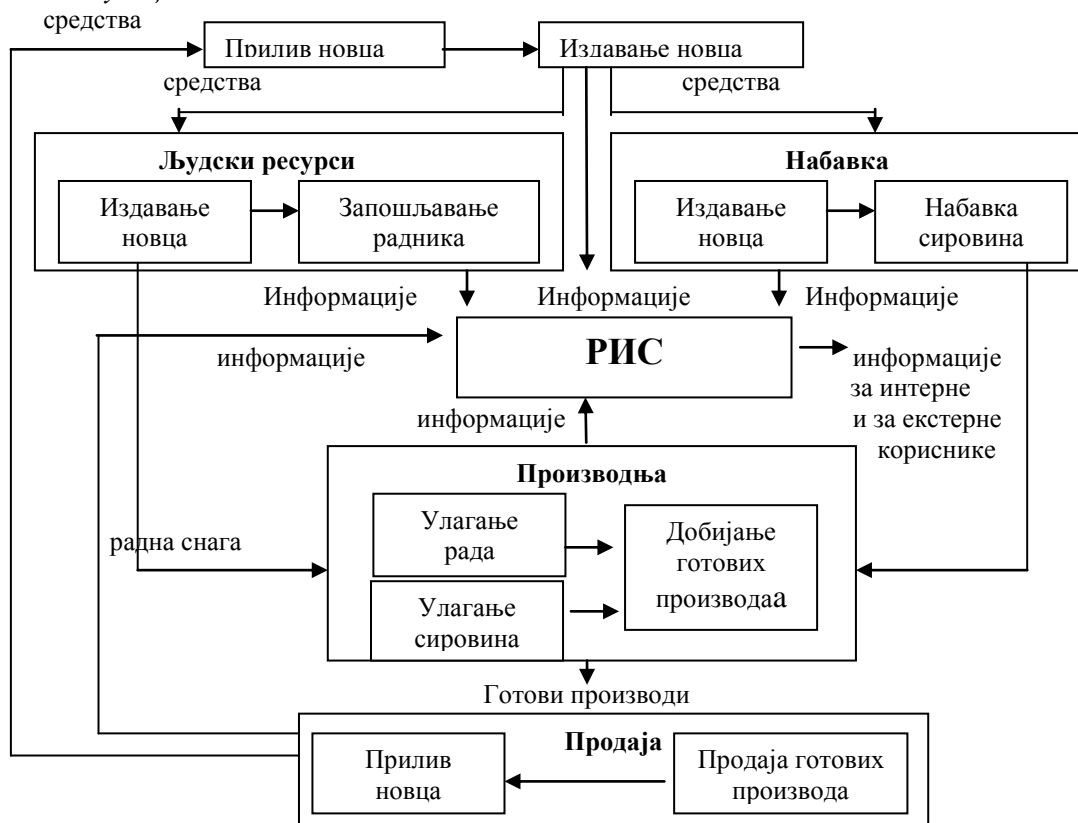 средства
Прилив новца
Издавање новца
средства
средства
Људски ресурси
Набавка
Издавање
новца
Запошљавање
радника
Издавање
новца
Набавка
сировина
Информације
Информације
Информације
информације
РИС
информације
за интерне
и за екстерне
кориснике
информације
Производња
Улагање
рада
Добијање
готових
производаа
радна снага
Улагање
сировина
Готови производи
Продаја
Прилив
новца
Продаја готових
производа